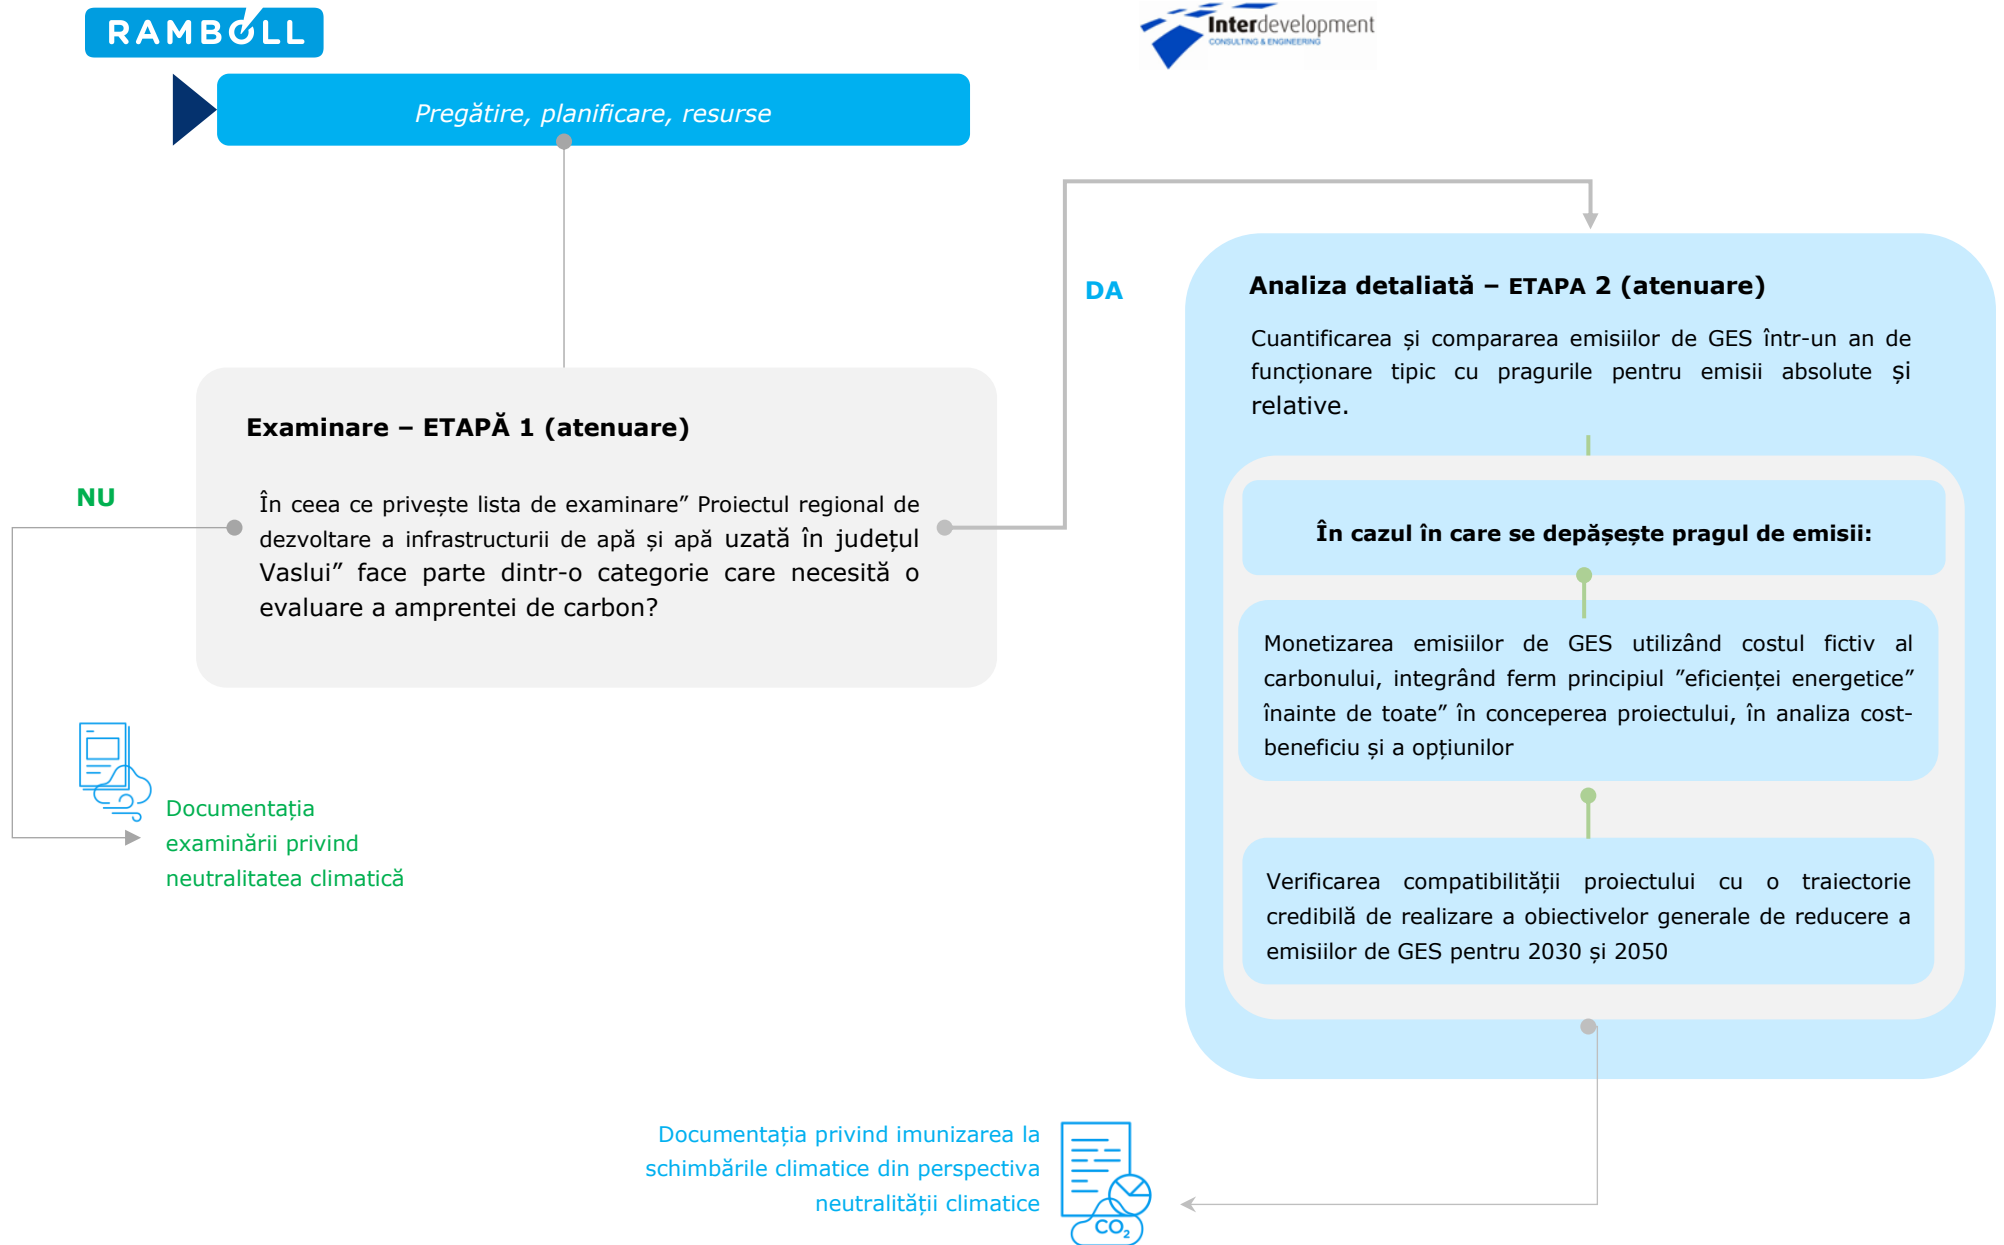 RAMBOLL
Interdevelopment
CONSULTING & ENGINEERING
Pregătire, planificare, resurse
DA
Analiza detaliată – ETAPA 2 (atenuare)
Cuantificarea și compararea emisiilor de GES într-un an de
funcționare tipic cu pragurile pentru emisii absolute și
relative.
Examinare – ETAPĂ 1 (atenuare)
NU
În ceea ce privește lista de examinare” Proiectul regional de
dezvoltare a infrastructurii de apă și apă uzată în județul
Vaslui” face parte dintr-o categorie care necesită o
evaluare a amprentei de carbon?
În cazul în care se depășește pragul de emisii:
Monetizarea emisiilor de GES utilizând costul fictiv al
carbonului, integrând ferm principiul ”eficienței energetice”
înainte de toate” în conceperea proiectului, în analiza cost-
beneficiu și a opțiunilor
Documentația
examinării privind
neutralitatea climatică
Verificarea compatibilității proiectului cu o traiectorie
credibilă de realizare a obiectivelor generale de reducere a
emisiilor de GES pentru 2030 și 2050
Documentația privind imunizarea la
schimbările climatice din perspectiva
neutralității climatice
CO₂